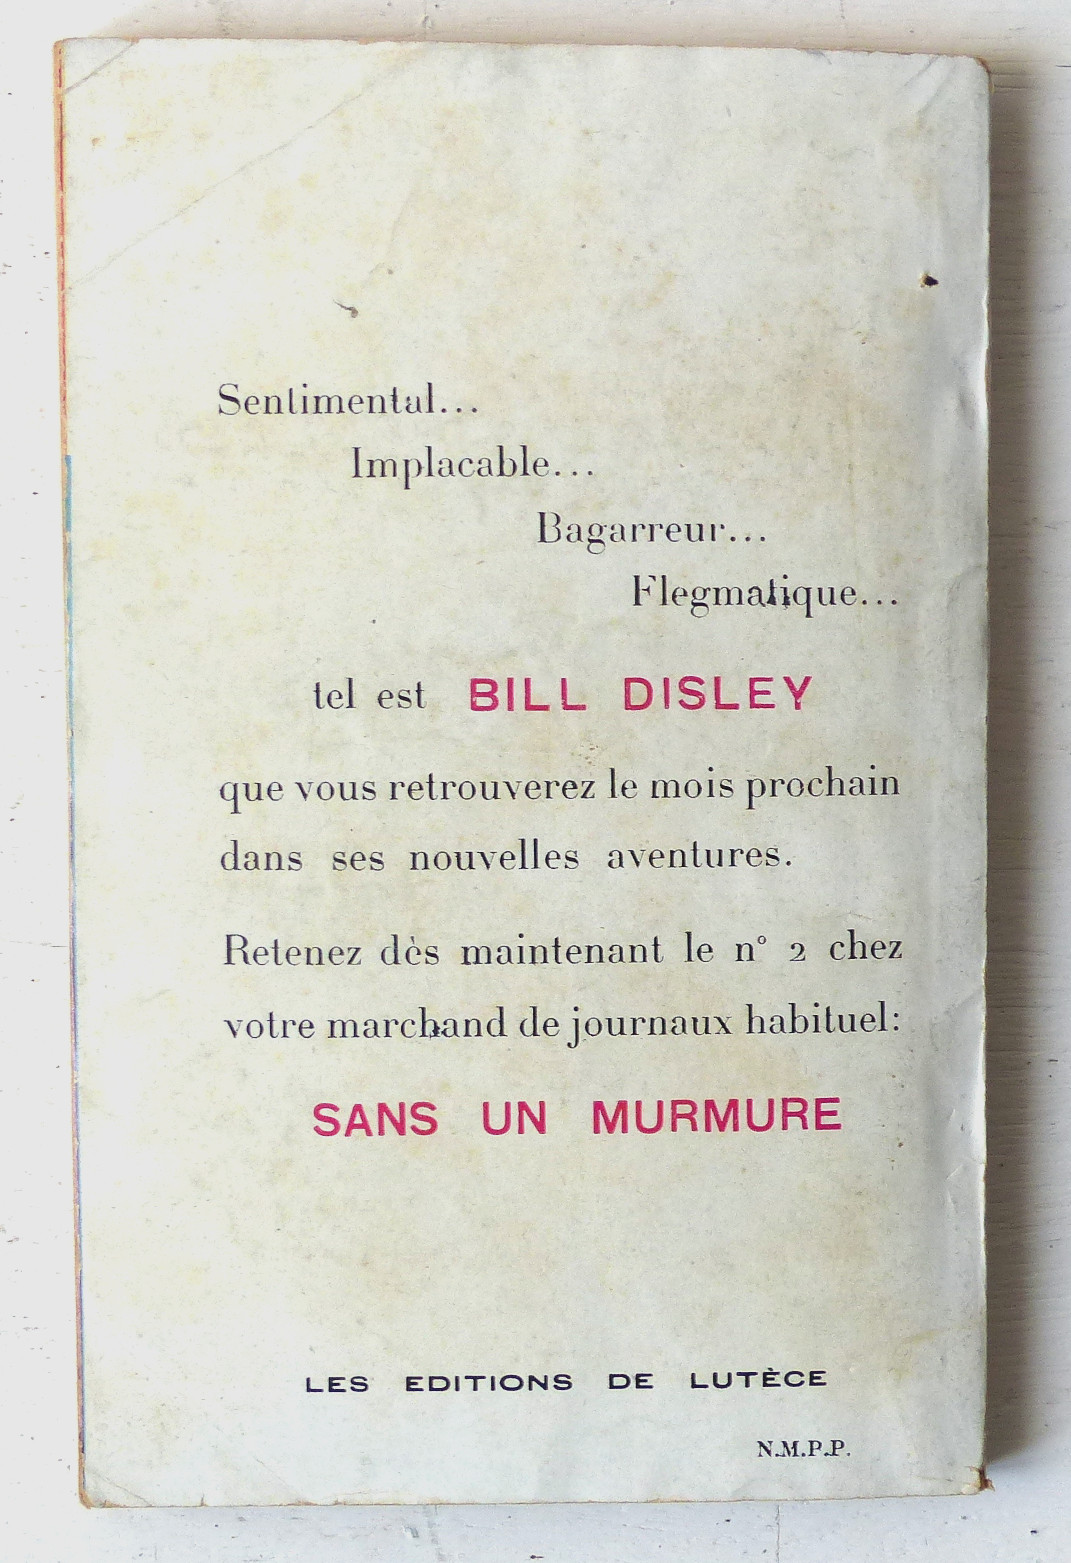 Sentimental...
Implacable...
Bagarreur...
Flegmatique...
tel est BILL DISLEY
que vous retrouverez le mois prochain
dans ses nouvelles aventures.
Retenez dès maintenant le n° 2 chez
votre marchand de journaux habituel:
SANS UN MURMURE
LES EDITIONS DE LUTÈCE
N.M.P.P.